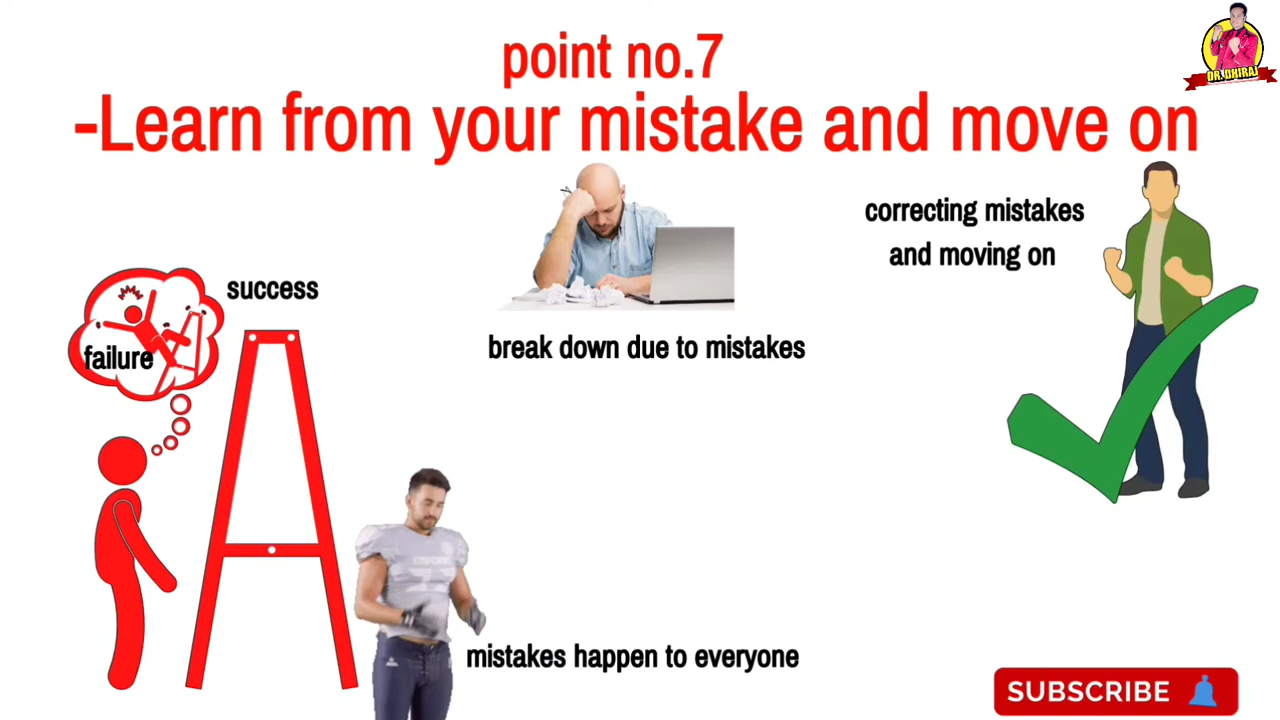 point no.7
-Learn from your mistake and move on
DR. DHIRAJ
correcting mistakes
and moving on
success
failure
break down due to mistakes
mistakes happen to everyone
SUBSCRIBE